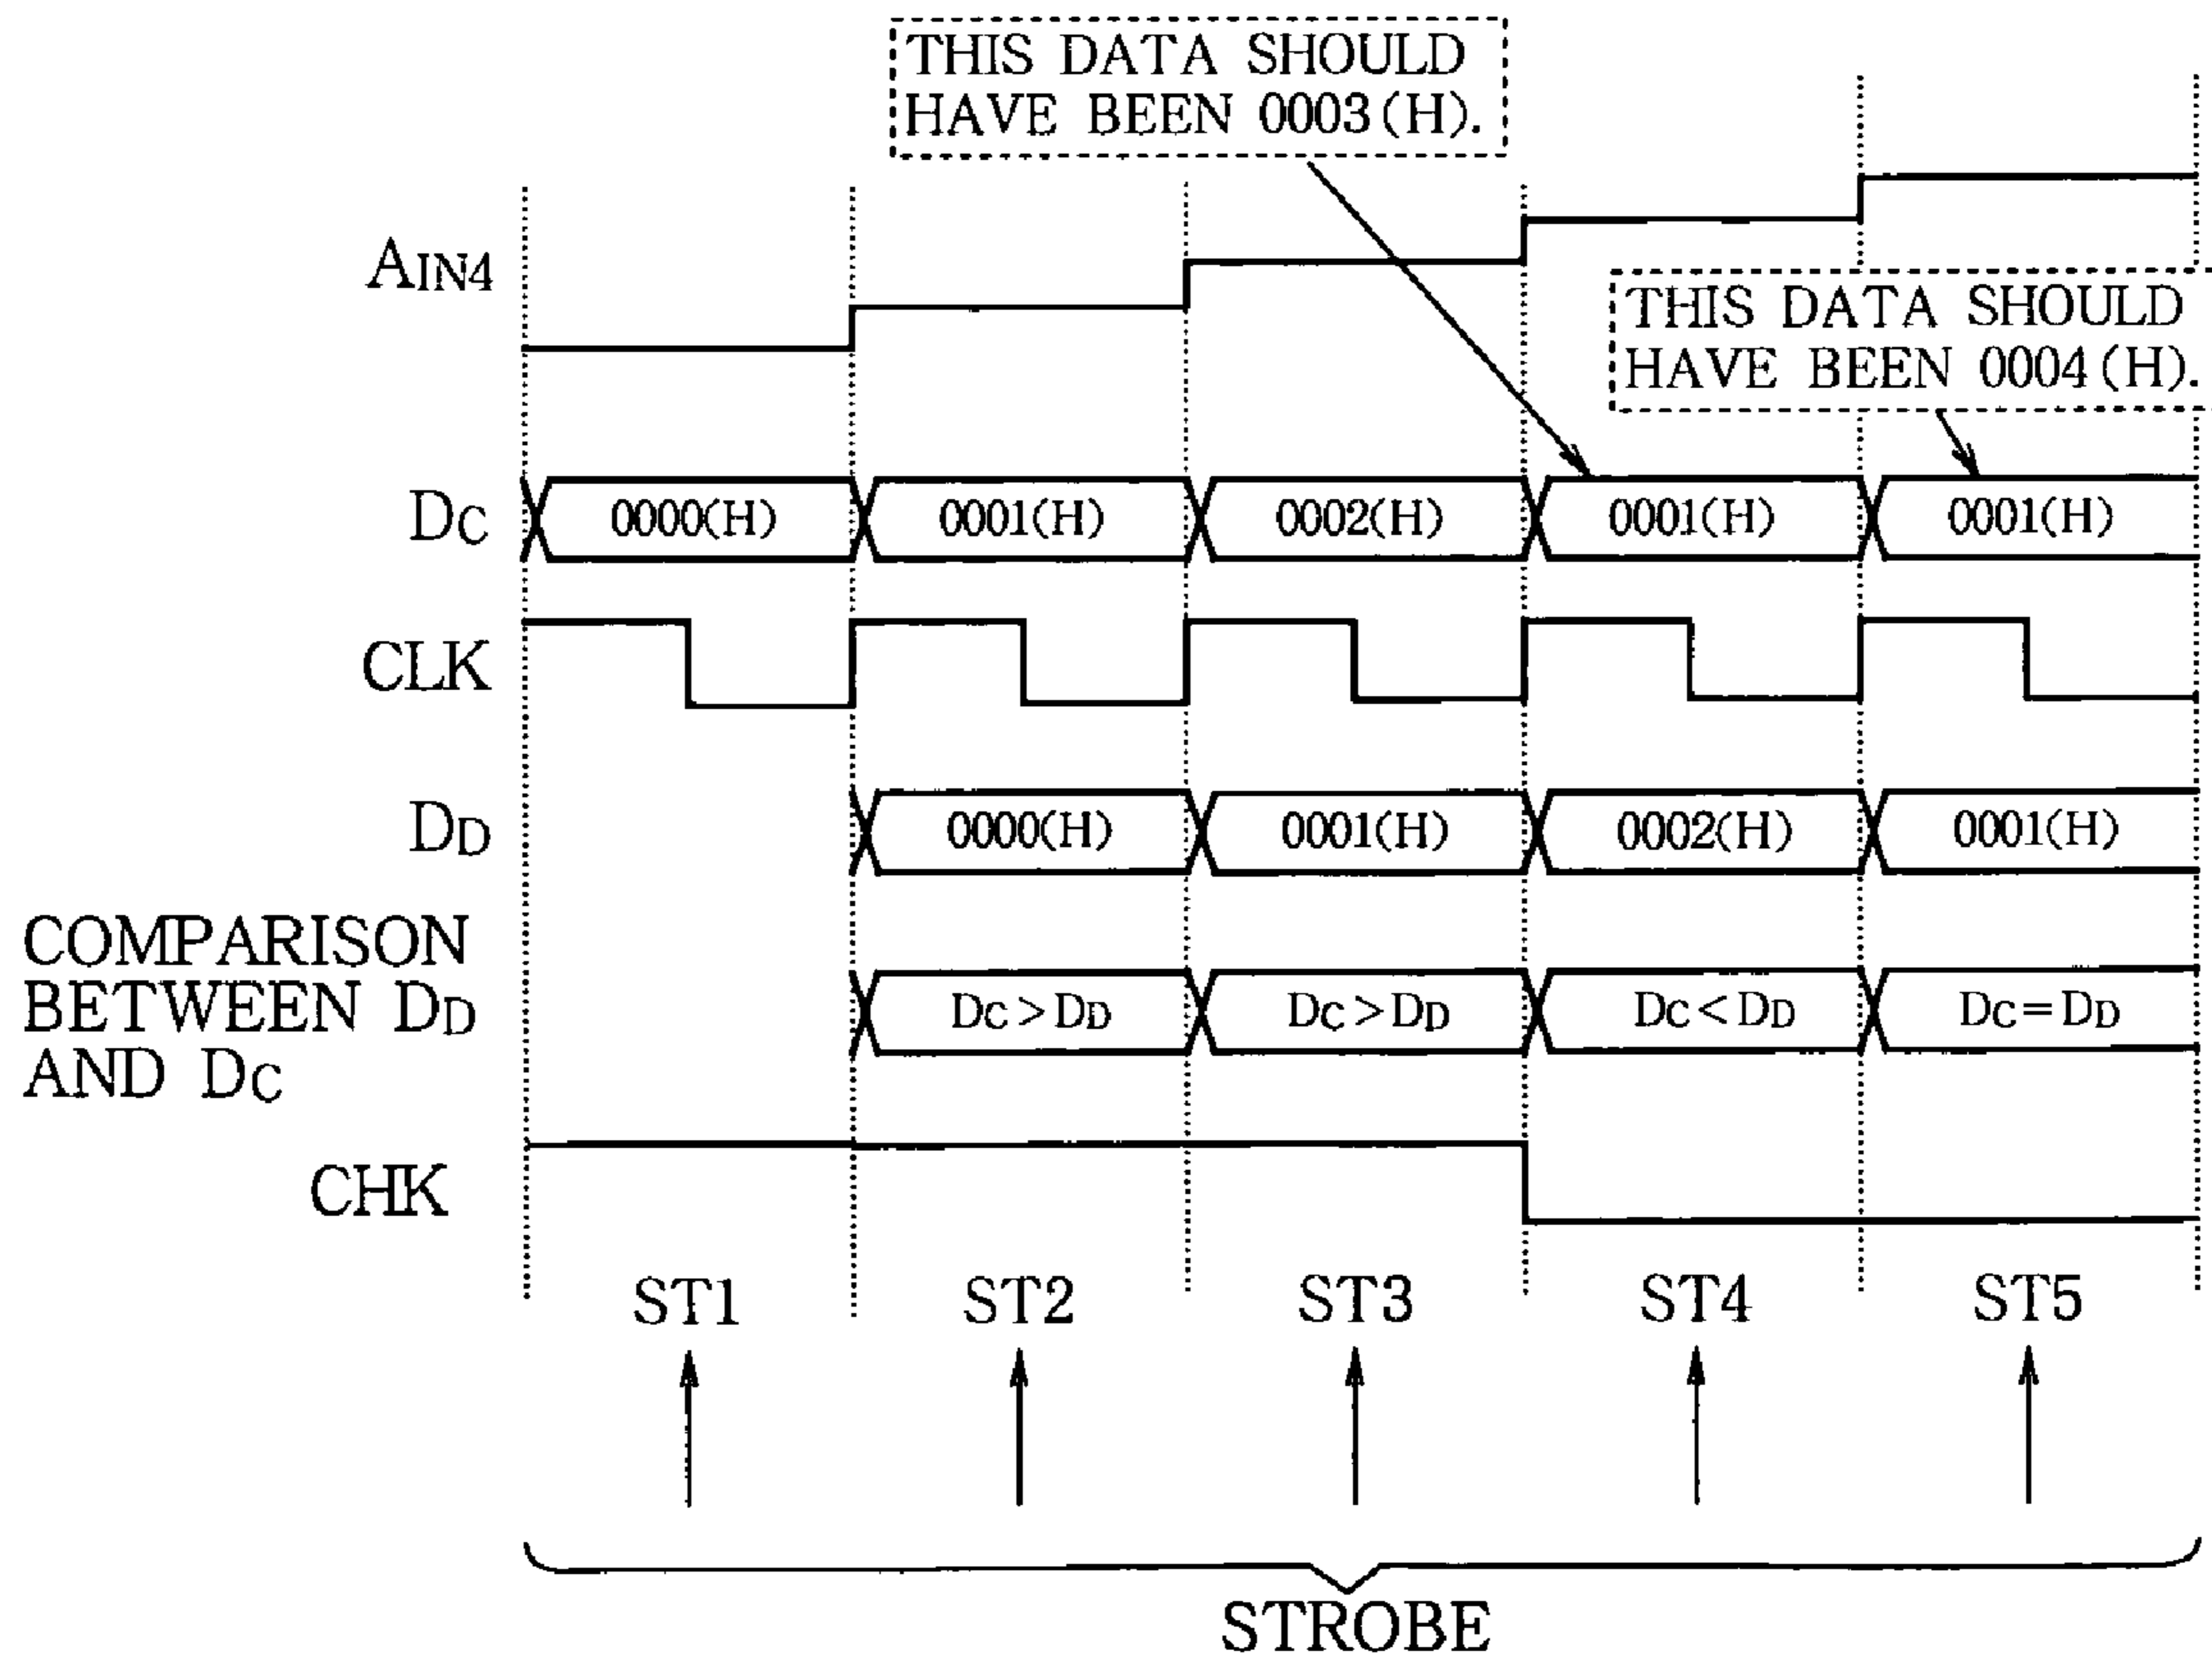 THIS DATA SHOULD
HAVE BEEN 0003(H).
AIN4
THIS DATA SHOULD
HAVE BEEN 0004(H).
DC
0000(H)
0001(H)
0002(H)
0001(H)
0001(H)
CLK
DD
0000(H)
0001(H)
0002(H)
0001(H)
COMPARISON
BETWEEN DD
AND DC
DC>DD
DC>DD
DC<DD
DC=DD
CHK
ST1
ST2
ST3
ST4
ST5
STROBE